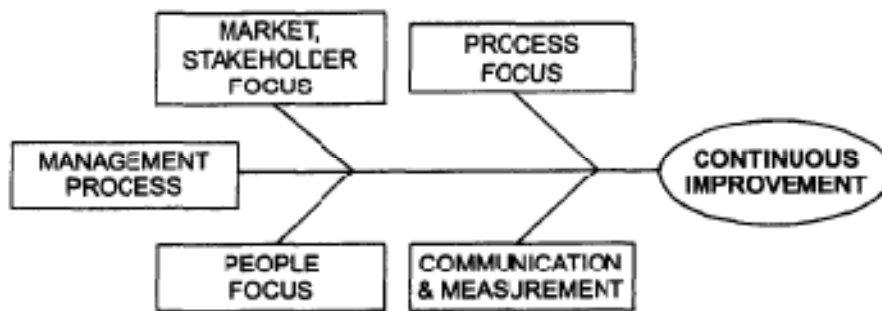 MARKET,
STAKEHOLDER
FOCUS
PROCESS
FOCUS
MANAGEMENT
PROCESS
CONTINUOUS
IMPROVEMENT
PEOPLE
FOCUS
COMMUNICATION
& MEASUREMENT